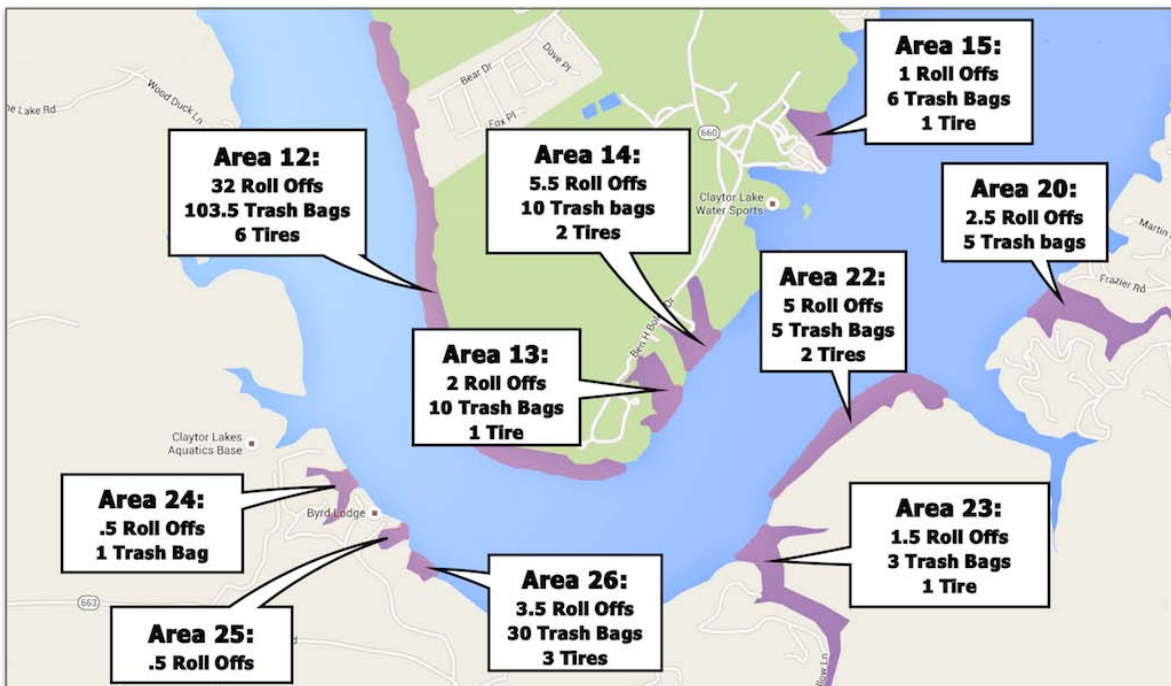 Area 15:
1 Roll Offs
6 Trash Bags
1 Tire
Bear Dr
Dove Pl
Fox Pl
Wood Duck Ln
Lake Rd
660
Area 12:
32 Roll Offs
103.5 Trash Bags
6 Tires
Area 14:
5.5 Roll Offs
10 Trash bags
2 Tires
Claytor Lake
Water Sports
Area 20:
2.5 Roll Offs
5 Trash bags
Martin
Frazier Rd
Area 22:
5 Roll Offs
5 Trash Bags
2 Tires
Ben H Dr
Area 13:
2 Roll Offs
10 Trash Bags
1 Tire
Claytor Lakes
Aquatics Base
Area 24:
.5 Roll Offs
1 Trash Bag
Byrd Lodge
Area 23:
1.5 Roll Offs
3 Trash Bags
1 Tire
Area 26:
3.5 Roll Offs
30 Trash Bags
3 Tires
663
Area 25:
.5 Roll Offs
Ln